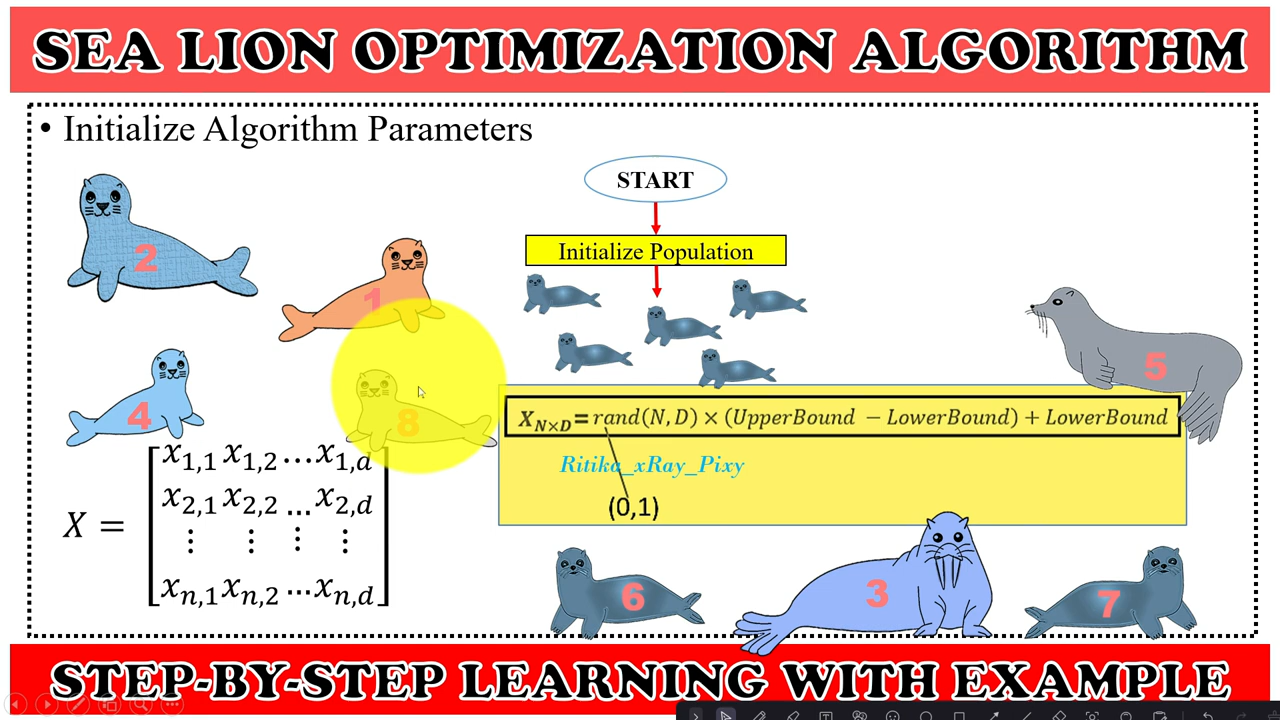 SEA LION OPTIMIZATION ALGORITHM
• Initialize Algorithm Parameters
START
Initialize Population
2
1
5
4
8
X_{N×D} = rand(N, D) × (UpperBound − LowerBound) + LowerBound
Ritika_xRay_Pixy
(0,1)
X =
x_{1,1} x_{1,2} … x_{1,d}
x_{2,1} x_{2,2} … x_{2,d}
⋮ ⋮ ⋮ ⋮
x_{n,1} x_{n,2} … x_{n,d}
6
3
7
STEP-BY-STEP LEARNING WITH EXAMPLE